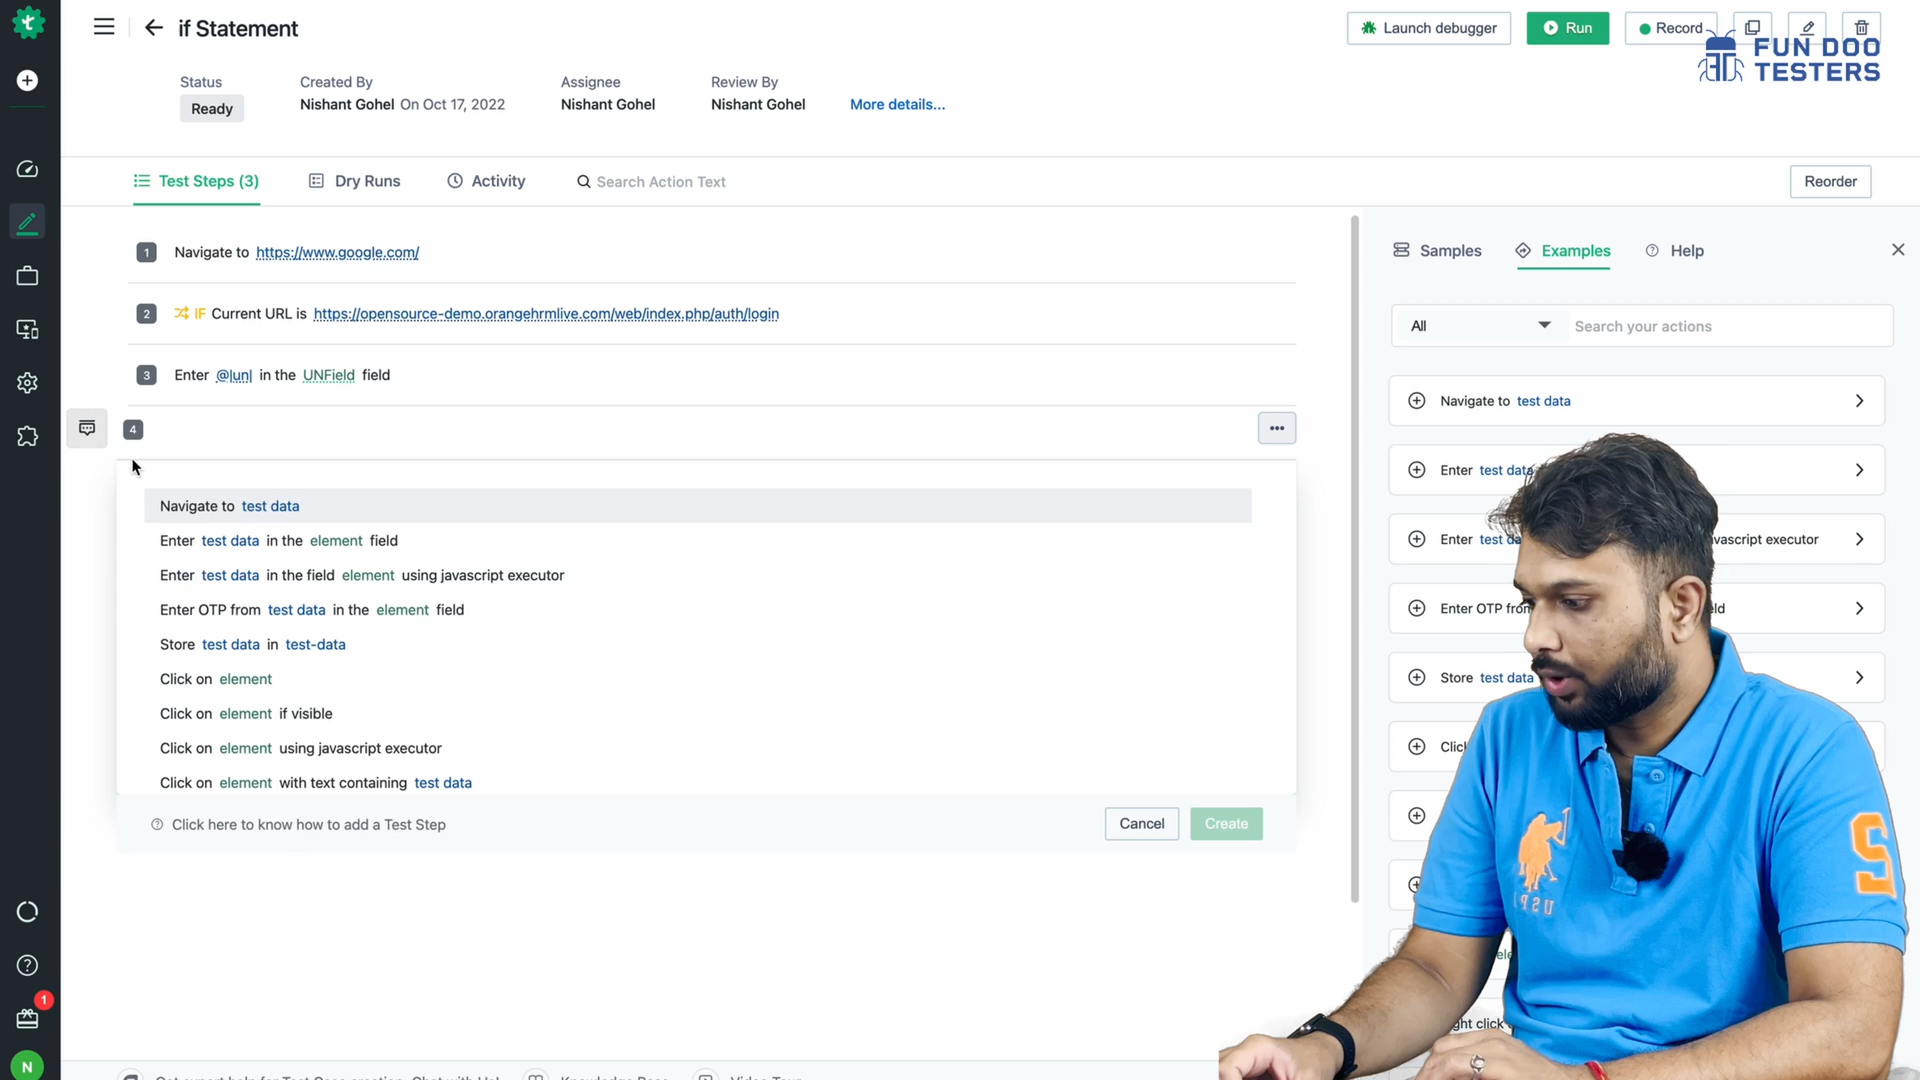 if Statement
Launch debugger
Run
Record
FUN DOO
TESTERS
Status
Ready
Created By
Nishant Gohel On Oct 17, 2022
Assignee
Nishant Gohel
Review By
Nishant Gohel
More details...
Test Steps (3)
Dry Runs
Activity
Search Action Text
Reorder
1 Navigate to https://www.google.com/
2 IF Current URL is https://opensource-demo.orangehrmlive.com/web/index.php/auth/login
3 Enter @|un| in the UNField field
4
Navigate to test data
Enter test data in the element field
Enter test data in the field element using javascript executor
Enter OTP from test data in the element field
Store test data in test-data
Click on element
Click on element if visible
Click on element using javascript executor
Click on element with text containing test data
Click here to know how to add a Test Step
Cancel
Create
Samples
Examples
Help
All
Search your actions
Navigate to test data
Enter test data
Enter
executor
Enter OTP
Store test data
click
1
N
USPA
S